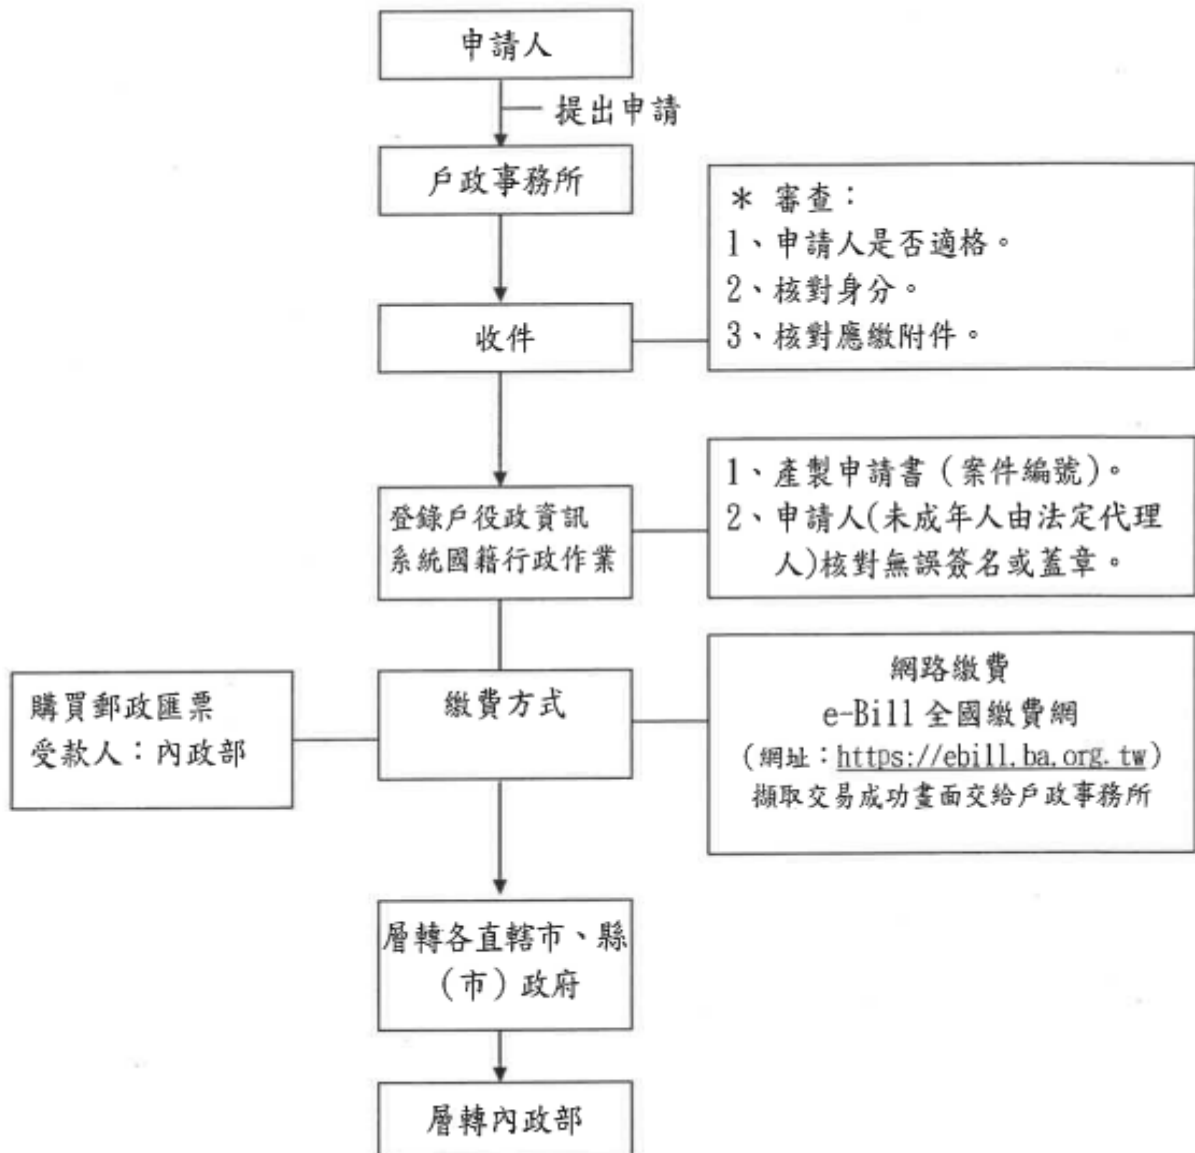 申請人
提出申請
戶政事務所
＊ 審查：
1、申請人是否適格。
2、核對身分。
3、核對應繳附件。
收件
登錄戶役政資訊
系統國籍行政作業
1、產製申請書（案件編號）。
2、申請人(未成年人由法定代理
人)核對無誤簽名或蓋章。
購買郵政匯票
受款人：內政部
繳費方式
網路繳費
e-Bill 全國繳費網
（網址：https://ebill.ba.org.tw）
擷取交易成功畫面交給戶政事務所
層轉各直轄市、縣
（市）政府
層轉內政部